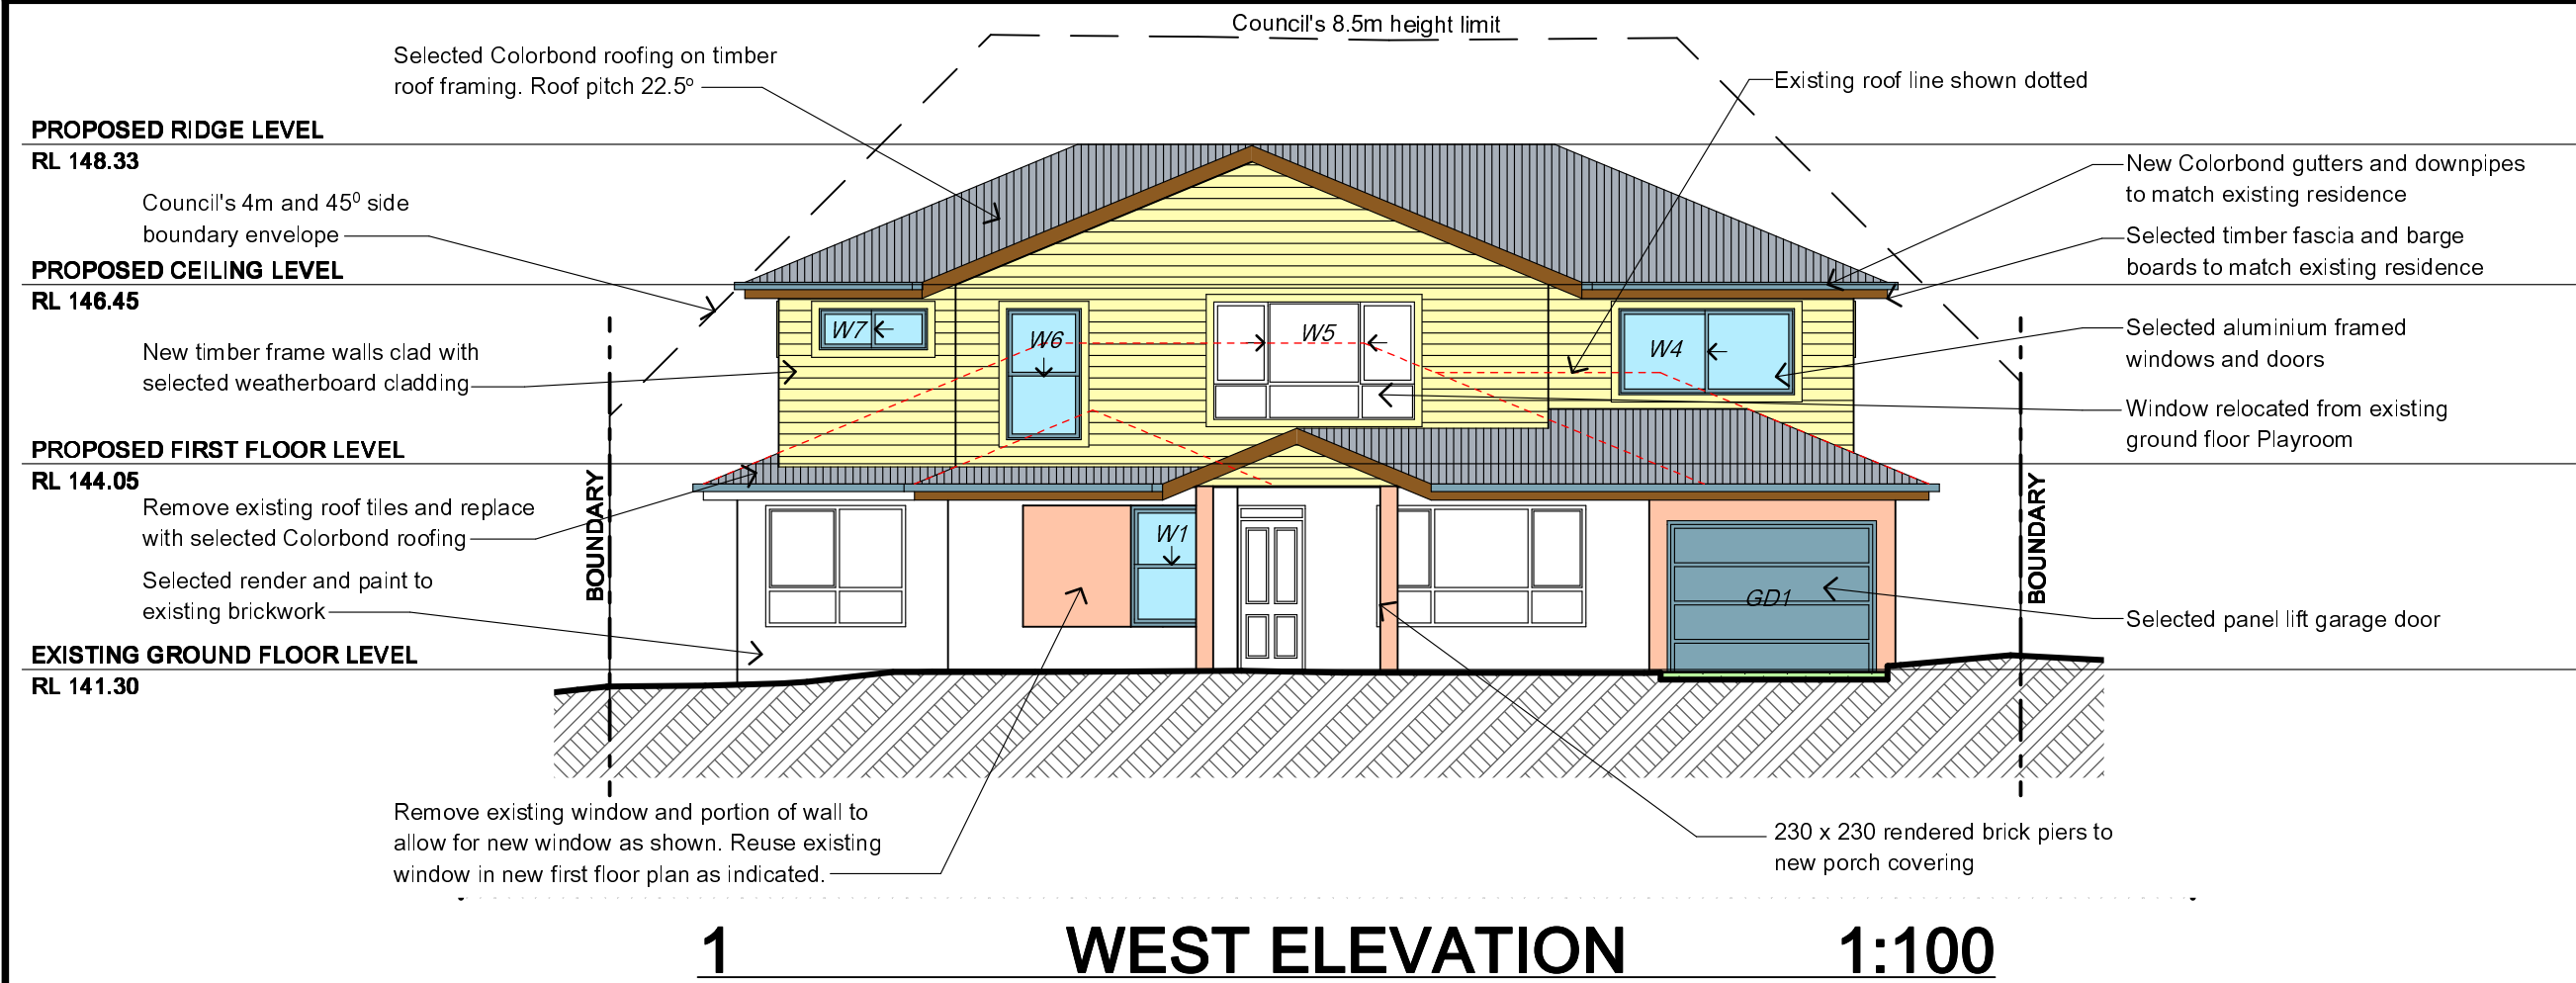 Council's 8.5m height limit
Selected Colorbond roofing on timber
roof framing. Roof pitch 22.5º
Existing roof line shown dotted
PROPOSED RIDGE LEVEL
RL 148.33
New Colorbond gutters and downpipes
to match existing residence
Council's 4m and 45⁰ side
boundary envelope
Selected timber fascia and barge
boards to match existing residence
PROPOSED CEILING LEVEL
RL 146.45
Selected aluminium framed
windows and doors
W7
W6
W5
W4
New timber frame walls clad with
selected weatherboard cladding
Window relocated from existing
ground floor Playroom
PROPOSED FIRST FLOOR LEVEL
RL 144.05
Remove existing roof tiles and replace
with selected Colorbond roofing
BOUNDARY
BOUNDARY
W1
Selected render and paint to
existing brickwork
GD1
Selected panel lift garage door
EXISTING GROUND FLOOR LEVEL
RL 141.30
Remove existing window and portion of wall to
allow for new window as shown. Reuse existing
window in new first floor plan as indicated.
230 x 230 rendered brick piers to
new porch covering
1 WEST ELEVATION 1:100